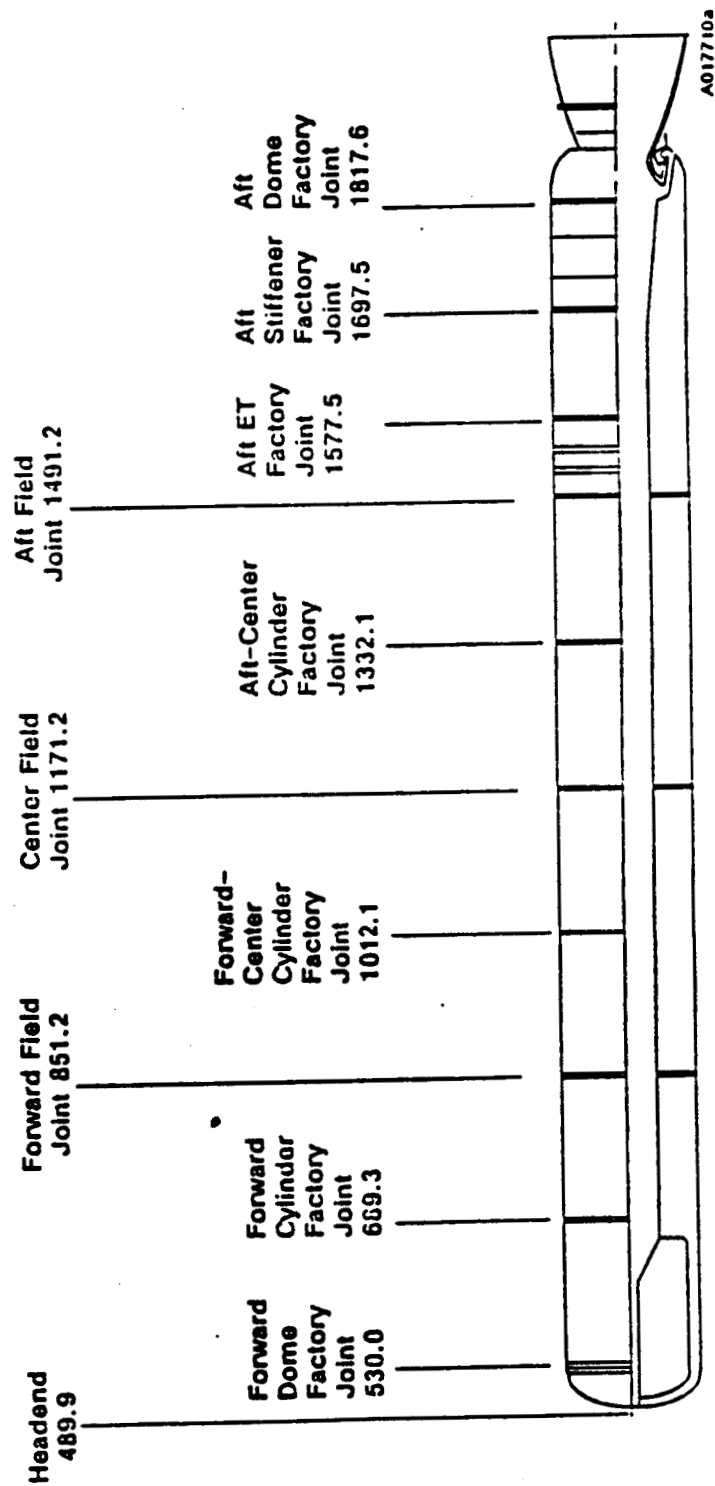 Headend
489.9
Forward Field
Joint 851.2
Center Field
Joint 1171.2
Aft Field
Joint 1491.2
Forward
Dome
Factory
Joint
530.0
Forward
Cylinder
Factory
Joint
689.3
Forward-
Center
Cylinder
Factory
Joint
1012.1
Aft-Center
Cylinder
Factory
Joint
1332.1
Aft ET
Factory
Joint
1577.5
Aft
Stiffener
Factory
Joint
1697.5
Aft
Dome
Factory
Joint
1817.6
A017710a